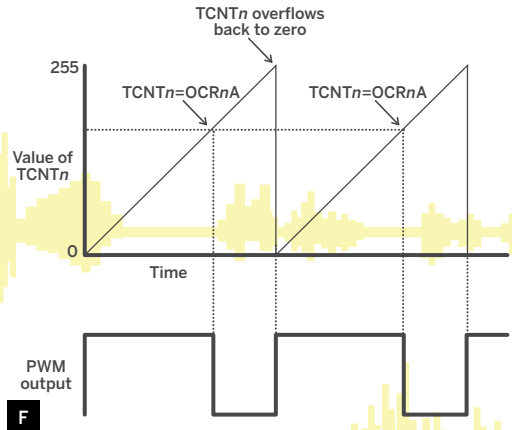 TCNTn overflows
back to zero
255
TCNTn=OCRnA
TCNTn=OCRnA
Value of
TCNTn
0
Time
PWM
output
F